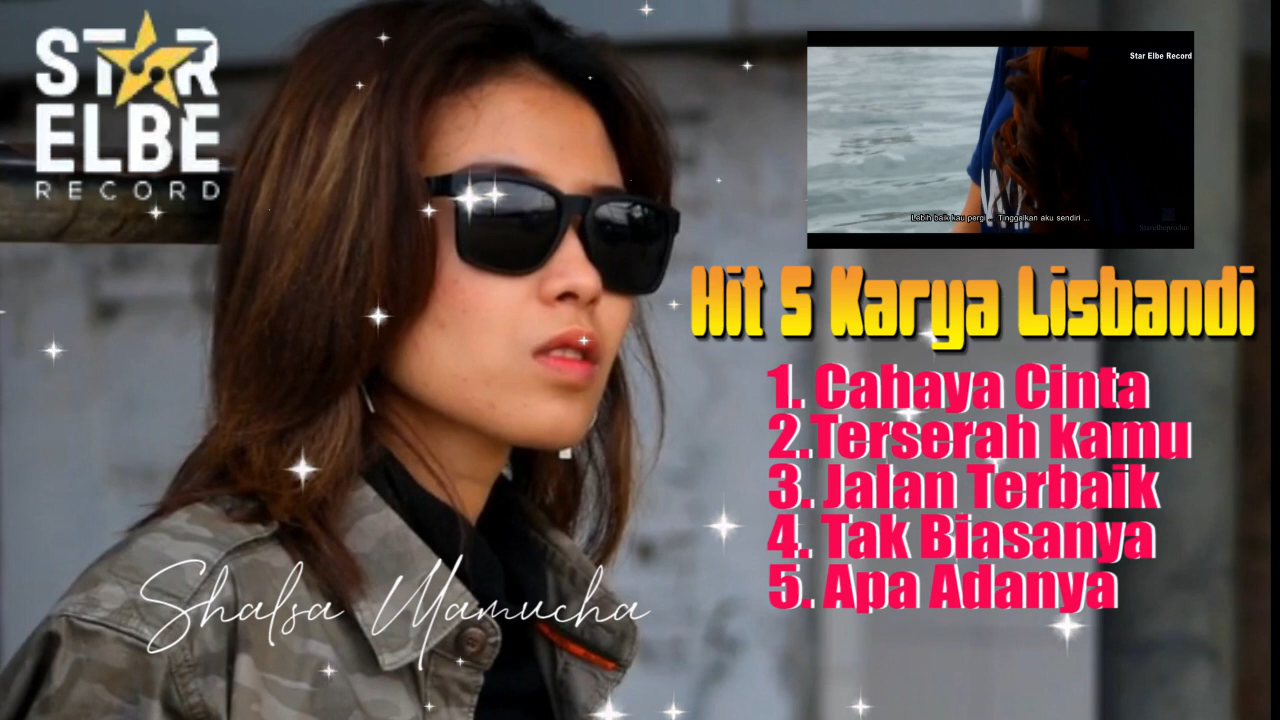 STAR
ELBE
RECORD
Star Elbe Record
Lebih baik kau pergi ... Tinggalkan aku sendiri ...
Starelbeproduc
Hit 5 Karya Lisbandi
1. Cahaya Cinta
2..Terserah kamu
3. Jalan Terbaik
4. Tak Biasanya
5. Apa Adanya
Shalsa Mamucha